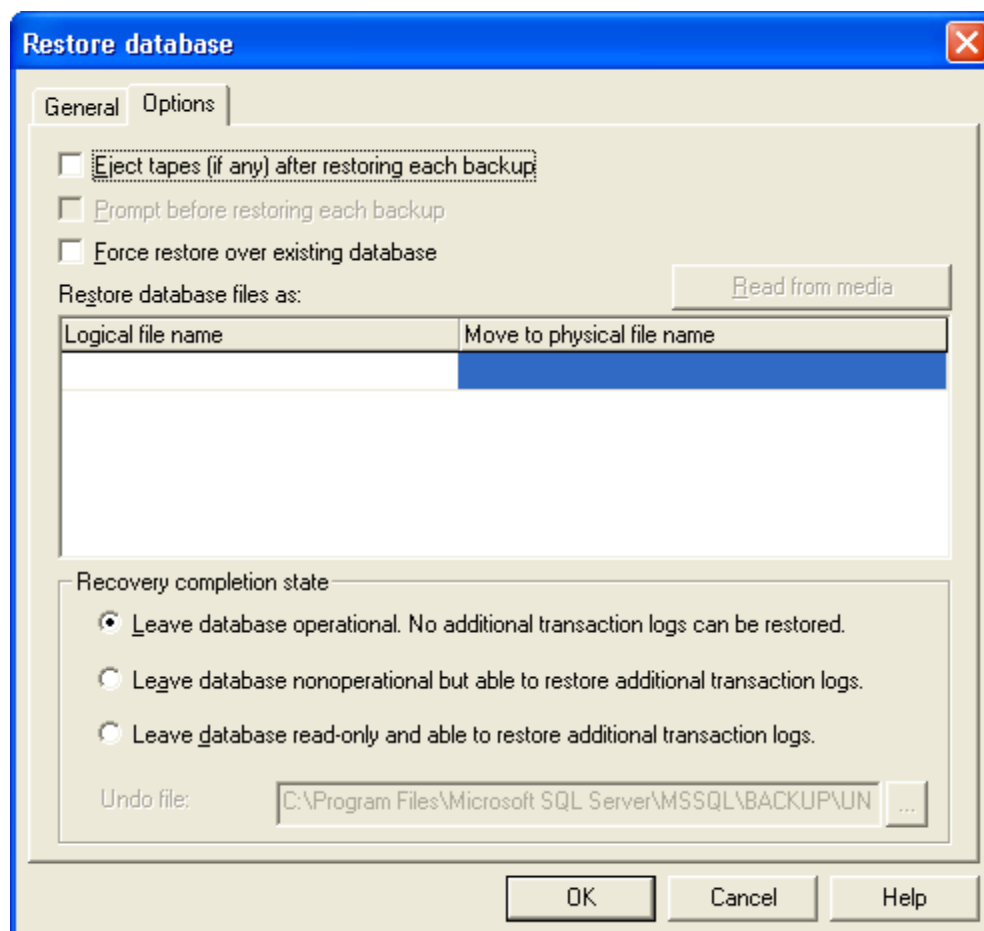 Restore database
General Options
Eject tapes (if any) after restoring each backup
Prompt before restoring each backup
Force restore over existing database
Restore database files as:
Read from media
Logical file name Move to physical file name
Recovery completion state
Leave database operational. No additional transaction logs can be restored.
Leave database nonoperational but able to restore additional transaction logs.
Leave database read-only and able to restore additional transaction logs.
Undo file: C:\Program Files\Microsoft SQL Server\MSSQL\BACKUP\UN ...
OK Cancel Help